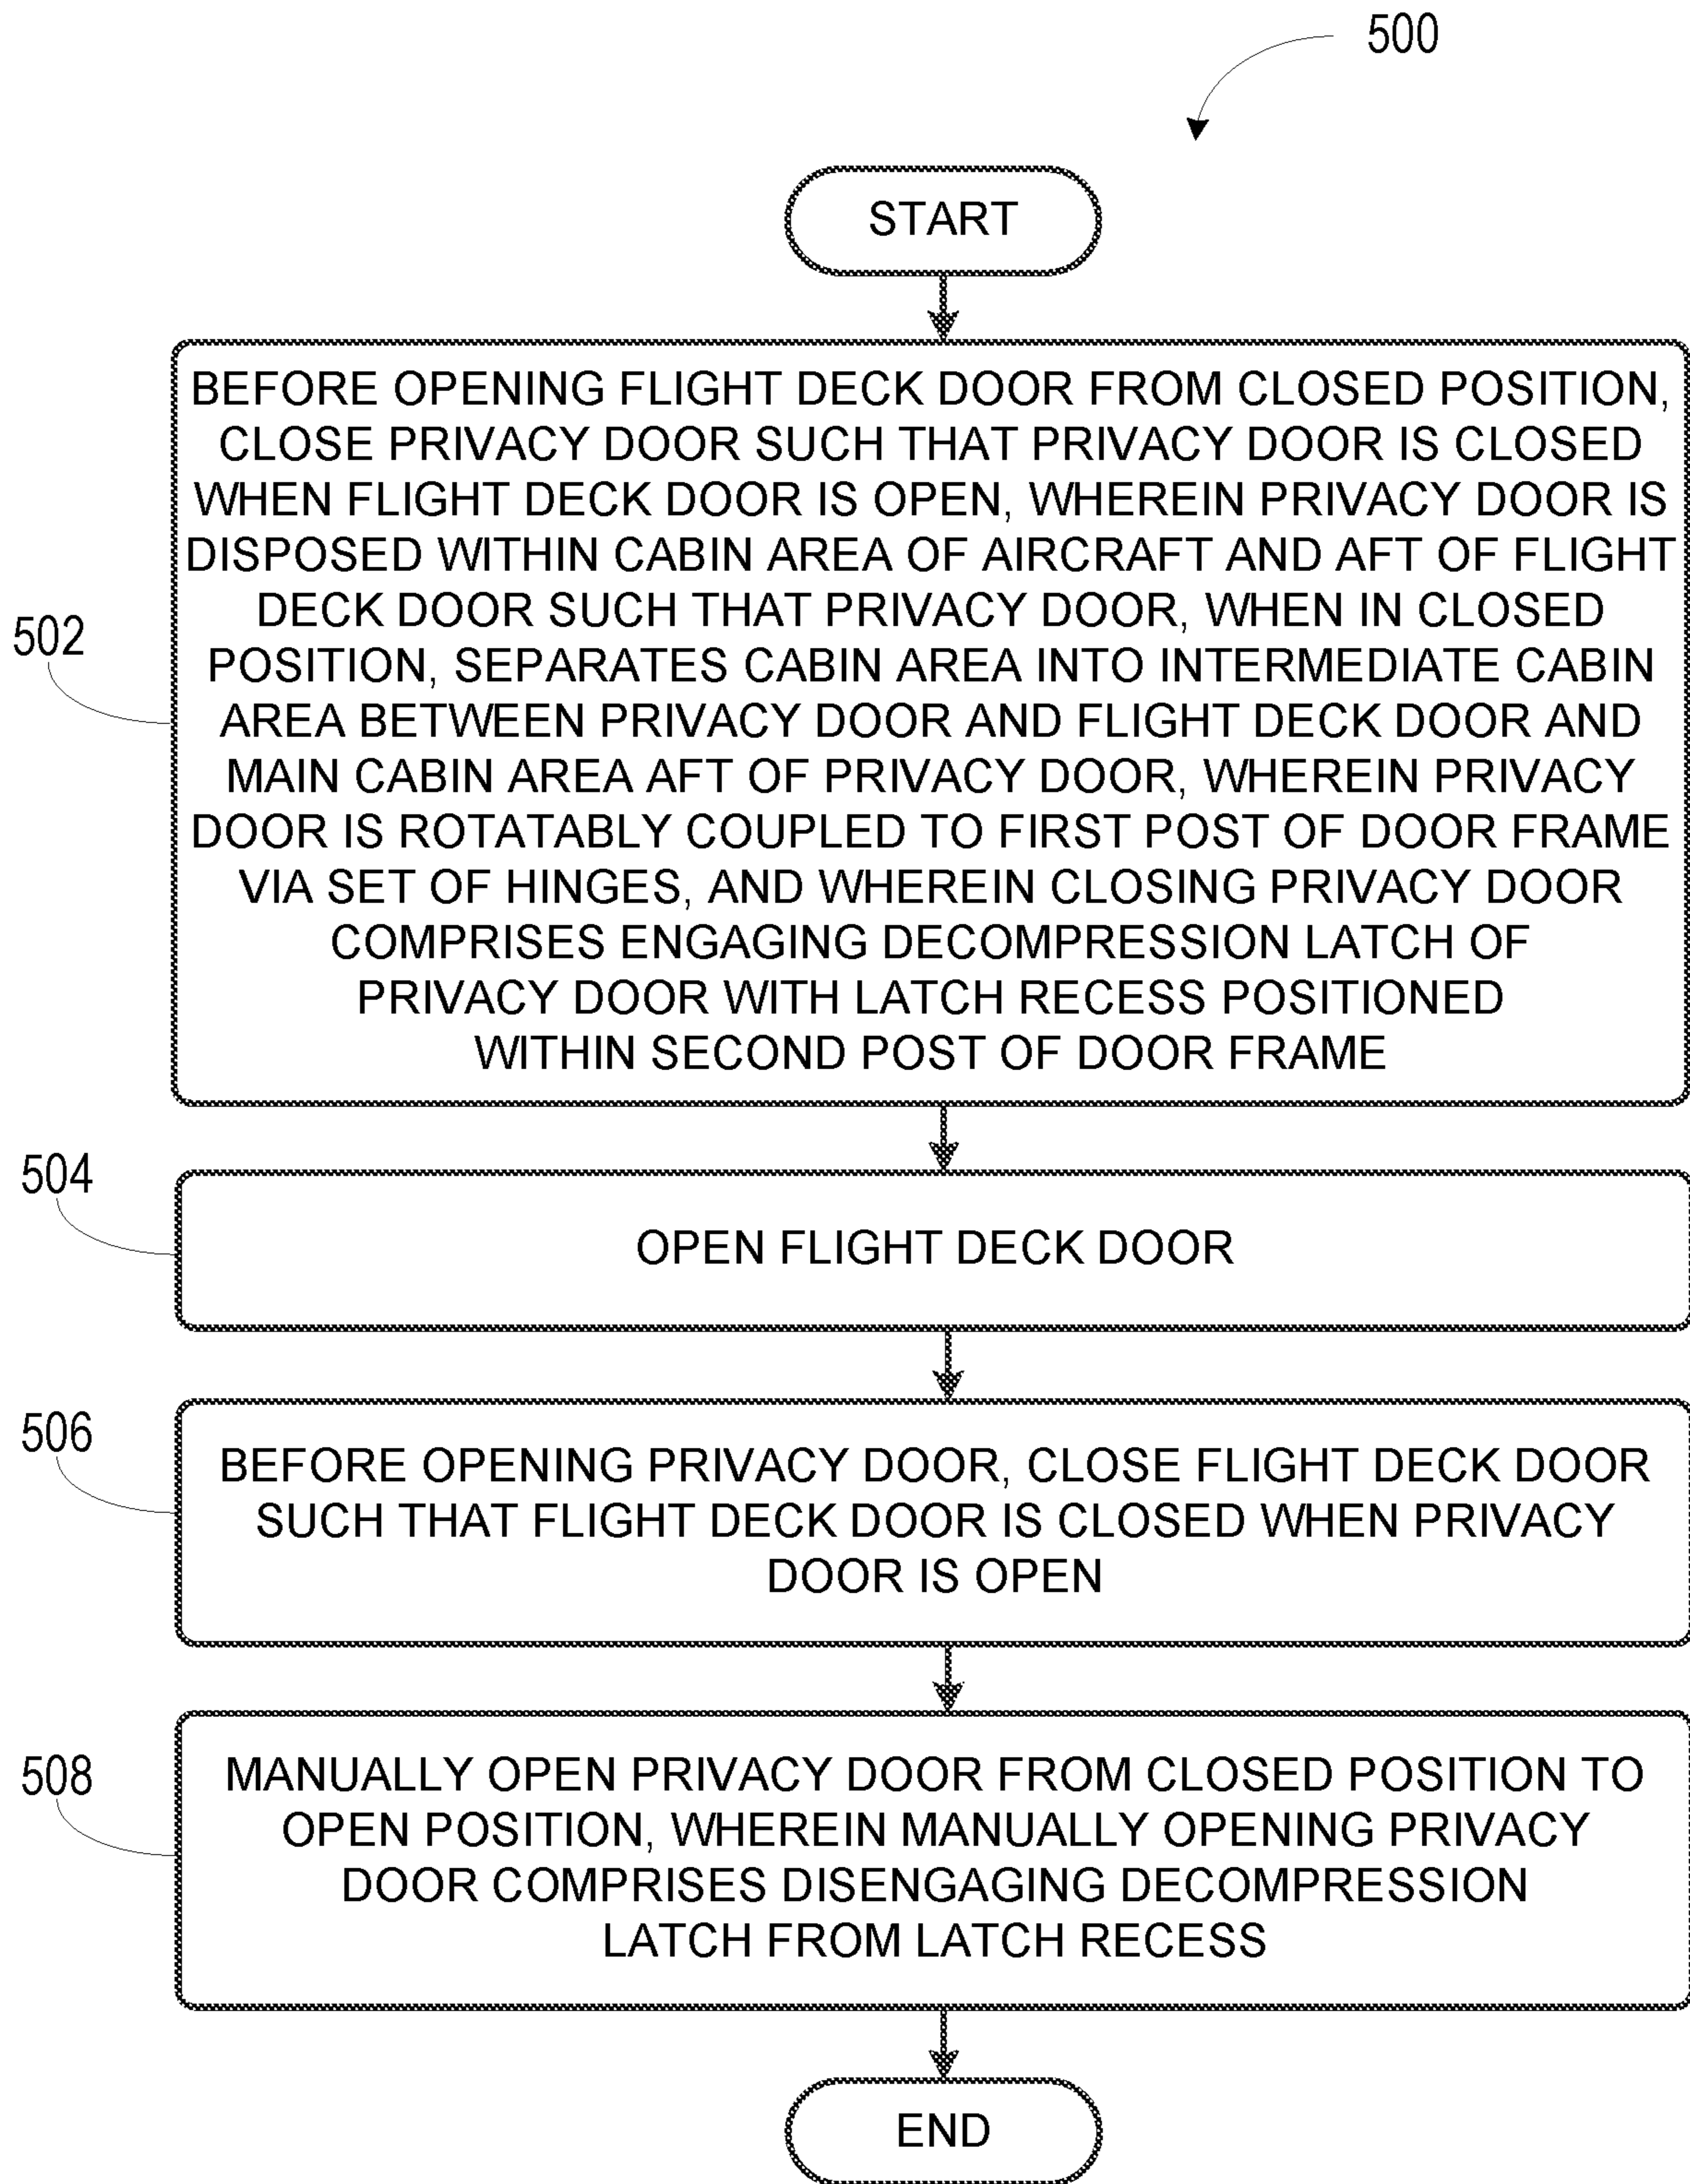 500
START
BEFORE OPENING FLIGHT DECK DOOR FROM CLOSED POSITION,
CLOSE PRIVACY DOOR SUCH THAT PRIVACY DOOR IS CLOSED
WHEN FLIGHT DECK DOOR IS OPEN, WHEREIN PRIVACY DOOR IS
DISPOSED WITHIN CABIN AREA OF AIRCRAFT AND AFT OF FLIGHT
DECK DOOR SUCH THAT PRIVACY DOOR, WHEN IN CLOSED
502
POSITION, SEPARATES CABIN AREA INTO INTERMEDIATE CABIN
AREA BETWEEN PRIVACY DOOR AND FLIGHT DECK DOOR AND
MAIN CABIN AREA AFT OF PRIVACY DOOR, WHEREIN PRIVACY
DOOR IS ROTATABLY COUPLED TO FIRST POST OF DOOR FRAME
VIA SET OF HINGES, AND WHEREIN CLOSING PRIVACY DOOR
COMPRISES ENGAGING DECOMPRESSION LATCH OF
PRIVACY DOOR WITH LATCH RECESS POSITIONED
WITHIN SECOND POST OF DOOR FRAME
504
OPEN FLIGHT DECK DOOR
506
BEFORE OPENING PRIVACY DOOR, CLOSE FLIGHT DECK DOOR
SUCH THAT FLIGHT DECK DOOR IS CLOSED WHEN PRIVACY
DOOR IS OPEN
508
MANUALLY OPEN PRIVACY DOOR FROM CLOSED POSITION TO
OPEN POSITION, WHEREIN MANUALLY OPENING PRIVACY
DOOR COMPRISES DISENGAGING DECOMPRESSION
LATCH FROM LATCH RECESS
END